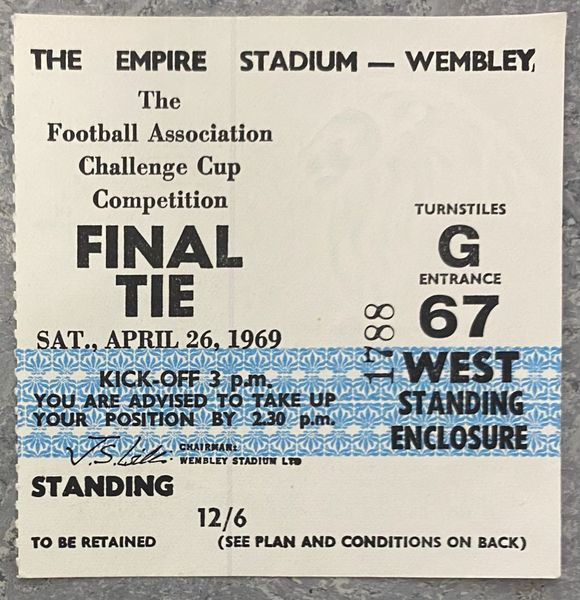 THE EMPIRE STADIUM — WEMBLEY
The
Football Association
Challenge Cup
Competition
FINAL
TIE
SAT., APRIL 26, 1969
KICK-OFF 3 p.m.
YOU ARE ADVISED TO TAKE UP
YOUR POSITION BY 2.30 p.m.
CHAIRMAN:
WEMBLEY STADIUM LTD
STANDING
12/6
TO BE RETAINED (SEE PLAN AND CONDITIONS ON BACK)
TURNSTILES
G
ENTRANCE
67
1788
WEST
STANDING
ENCLOSURE